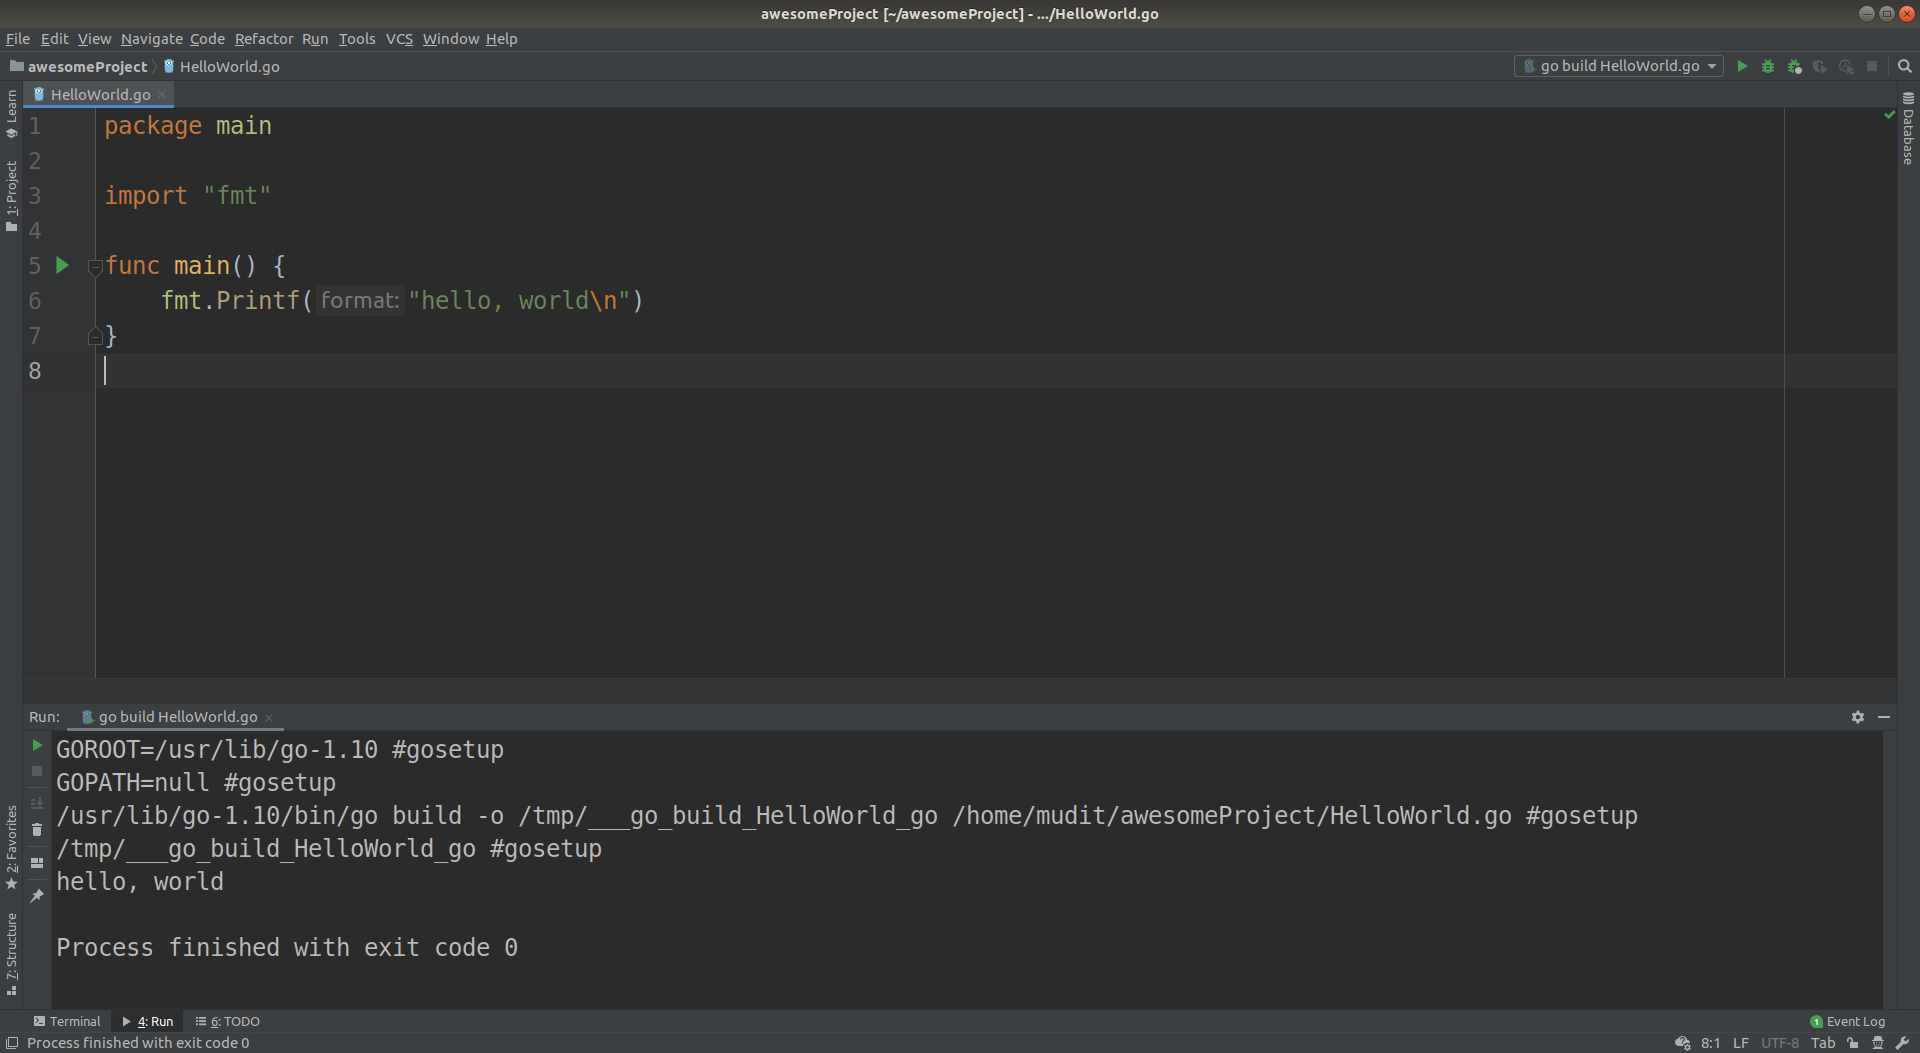 awesomeProject [~/awesomeProject] - .../HelloWorld.go
File Edit View Navigate Code Refactor Run Tools VCS Window Help
awesomeProject HelloWorld.go
go build HelloWorld.go
HelloWorld.go
Learn
1: Project
2: Favorites
7: Structure
Database
1 package main
2
3 import "fmt"
4
5 func main() {
6 fmt.Printf( format: "hello, world\n")
7 }
8
Run: go build HelloWorld.go
GOROOT=/usr/lib/go-1.10 #gosetup
GOPATH=null #gosetup
/usr/lib/go-1.10/bin/go build -o /tmp/___go_build_HelloWorld_go /home/mudit/awesomeProject/HelloWorld.go #gosetup
/tmp/___go_build_HelloWorld_go #gosetup
hello, world
Process finished with exit code 0
Terminal 4: Run 6: TODO
1 Event Log
Process finished with exit code 0
8:1 LF UTF-8 Tab